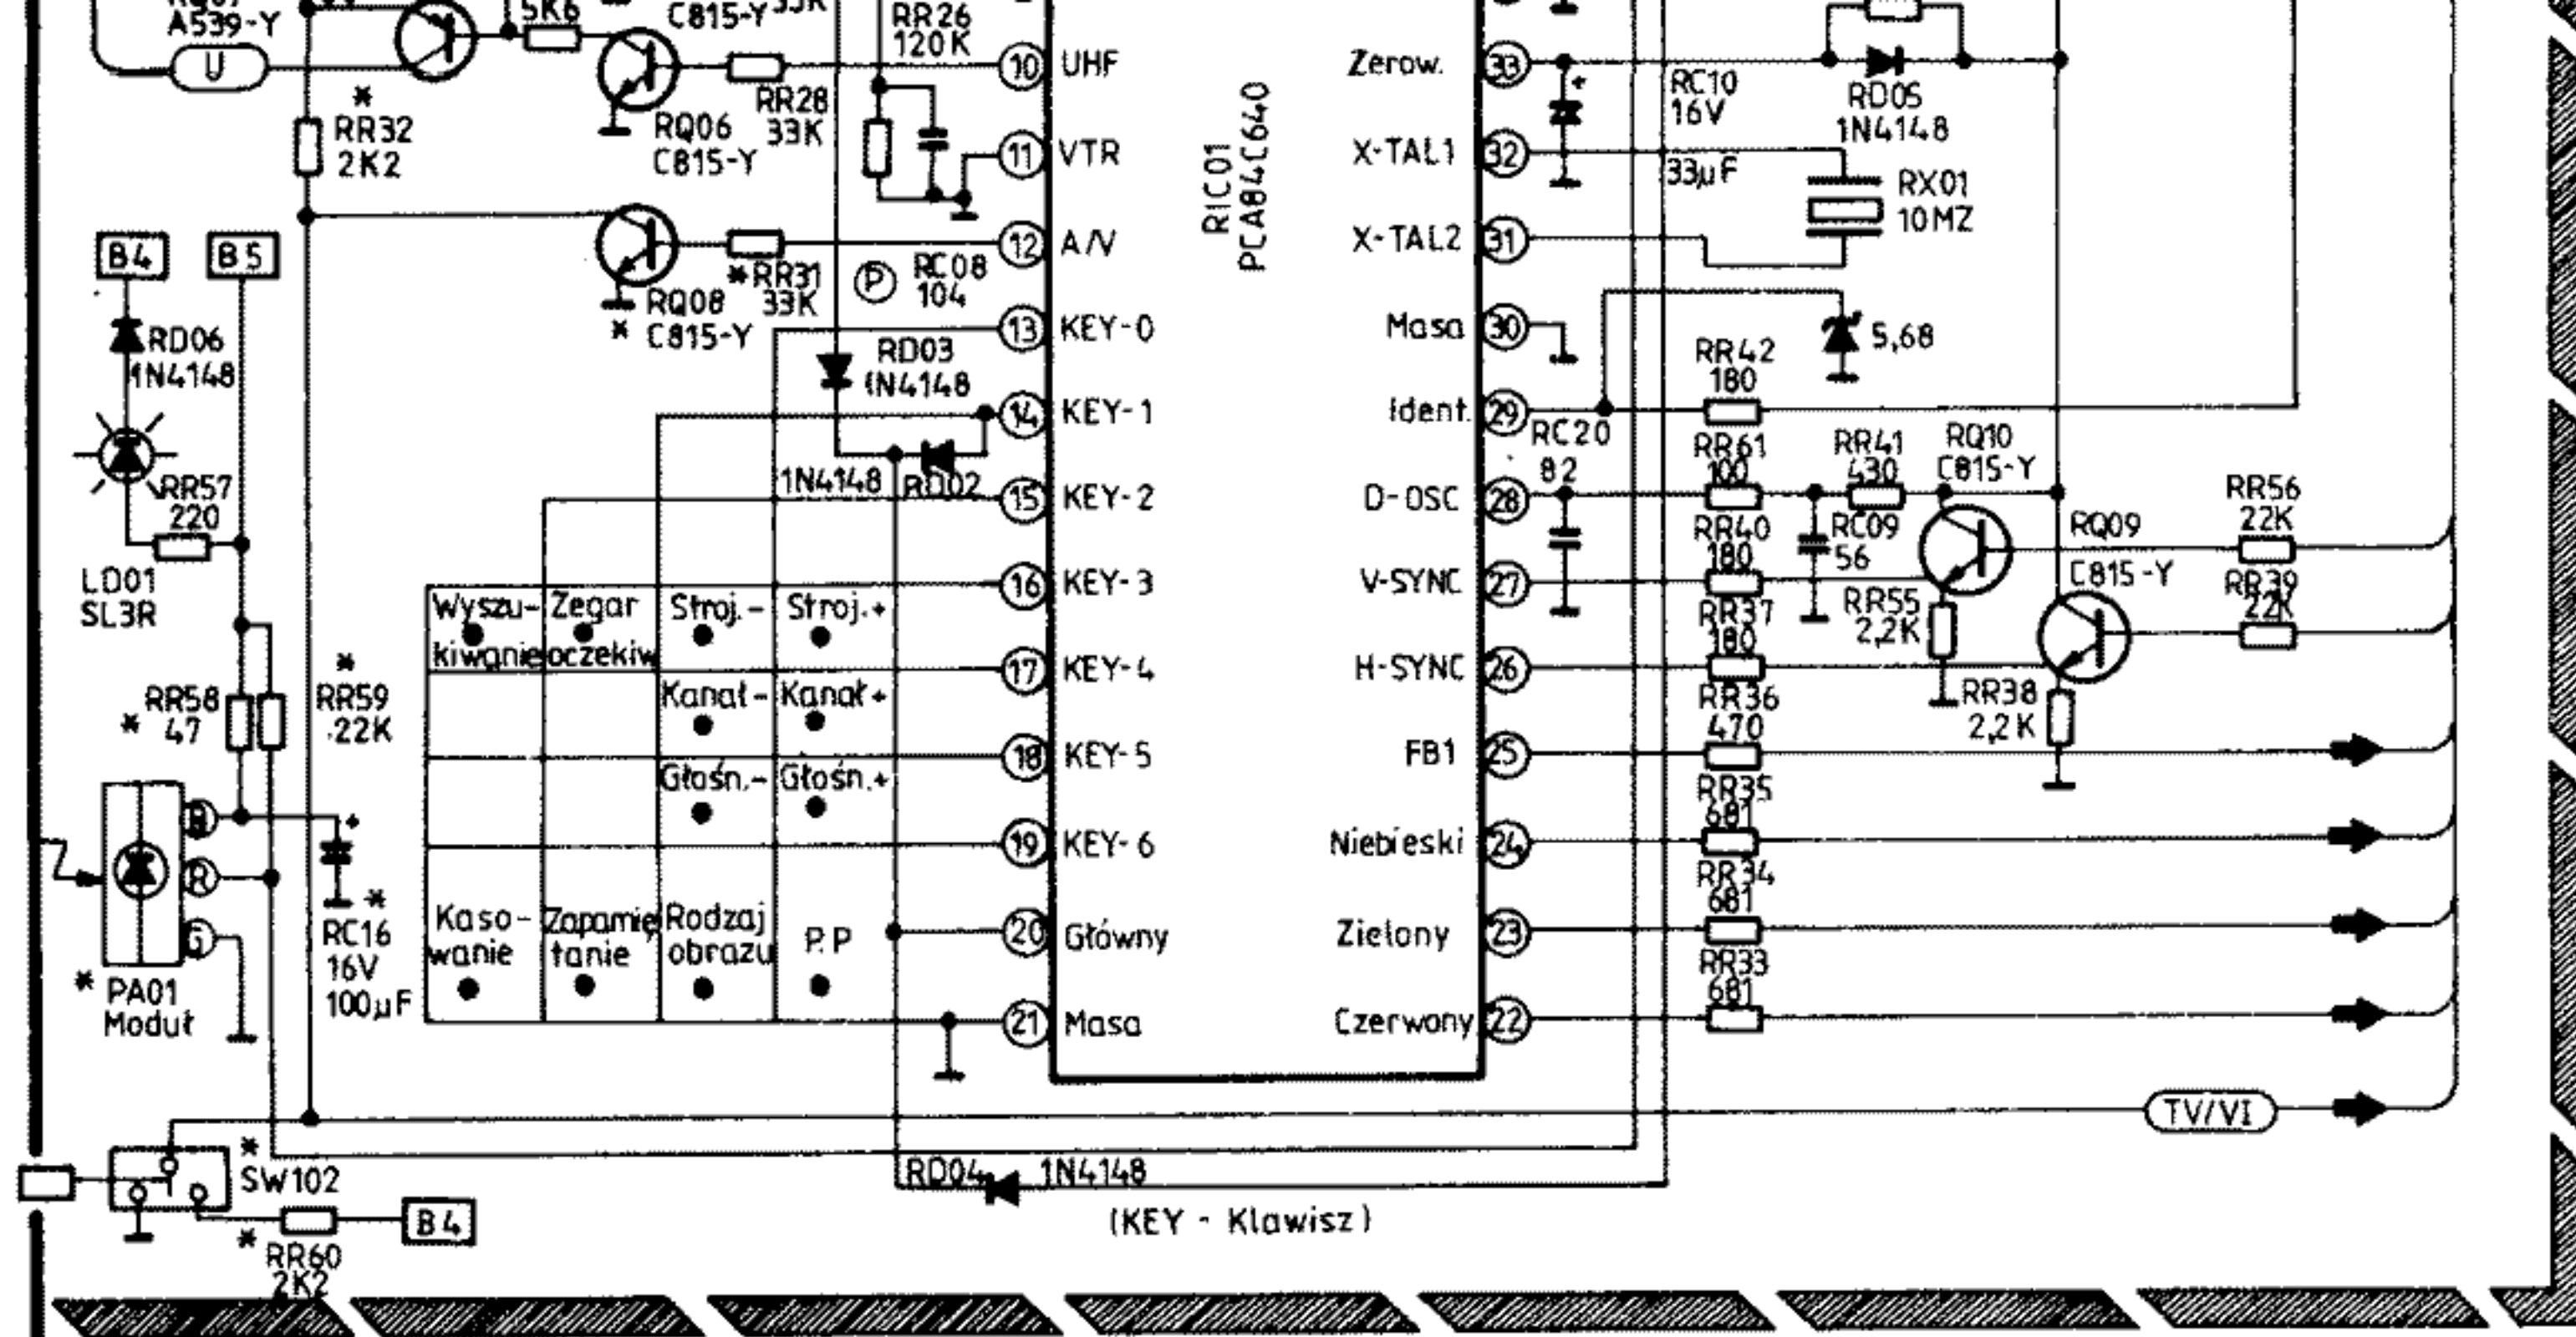 A539-Y
U
5K6
C815-Y
33K
RR26
120K
10
UHF
RR28
33K
RQ06
C815-Y
*
RR32
2K2
11
VTR
12
A/V
*RR31
33K
P
RC08
104
RQ08
*
C815-Y
13
KEY-0
RD03
1N4148
14
KEY-1
1N4148
RD02
15
KEY-2
16
KEY-3
17
KEY-4
18
KEY-5
19
KEY-6
20
Główny
21
Masa
RIC01
PCA84C640
B4
B5
RD06
1N4148
RR57
220
LD01
SL3R
RR58
*
47
*
RR59
22K
R
G
*
RC16
16V
100µF
*
PA01
Moduł
*
SW102
*
RR60
2K2
B4
Wyszu-
kiwanie
Zegar
oczekiw
Stroj.-
Stroj.+
Kanał-
Kanał+
Głośn.-
Głośn.+
Kaso-
wanie
Zapamię
tanie
Rodzaj
obrazu
P.P
Zerow.
33
RC10
16V
33µF
RD05
1N4148
X-TAL1
32
RX01
10MZ
X-TAL2
31
Masa
30
5,68
RR42
180
Ident.
29
RC20
82
RR61
100
RR41
430
RQ10
C815-Y
D-OSC
28
RR40
180
RC09
56
RQ09
C815-Y
RR56
22K
RR39
22K
V-SYNC
27
RR37
180
RR55
2,2K
H-SYNC
26
RR36
470
RR38
2,2K
FB1
25
RR35
681
Niebieski
24
RR34
681
Zielony
23
RR33
681
Czerwony
22
TV/VI
RD04
1N4148
(KEY - Klawisz)